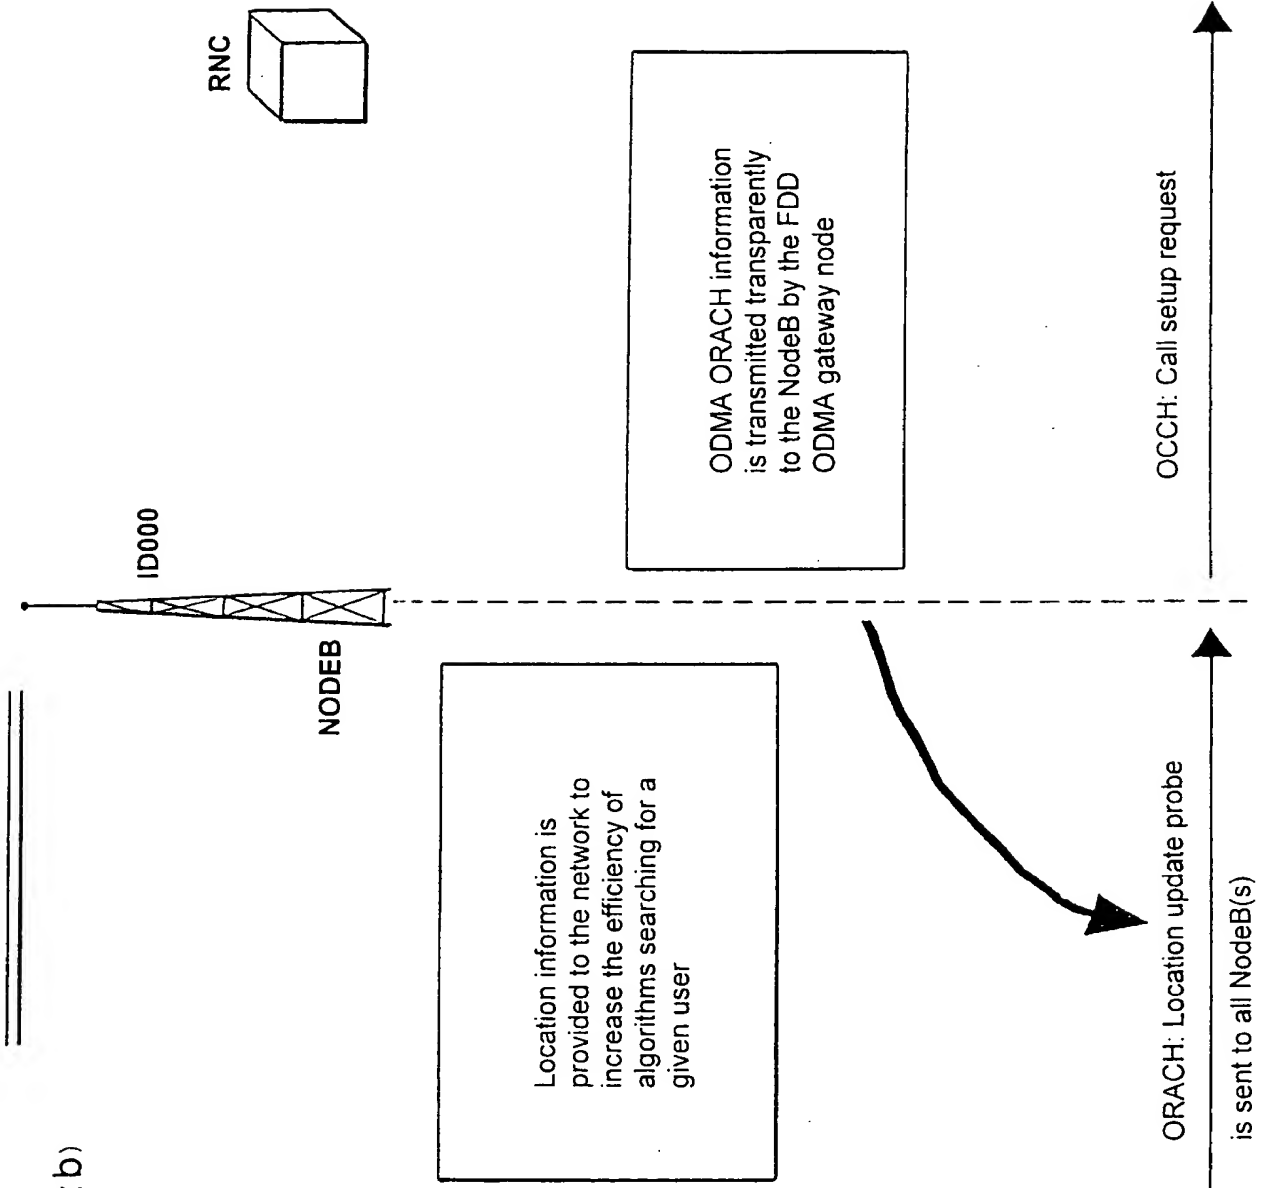 b)
NODEB
ID000
RNC
Location information is
provided to the network to
increase the efficiency of
algorithms searching for a
given user
ODMA ORACH information
is transmitted transparently
to the NodeB by the FDD
ODMA gateway node
ORACH: Location update probe
is sent to all NodeB(s)
OCCH: Call setup request